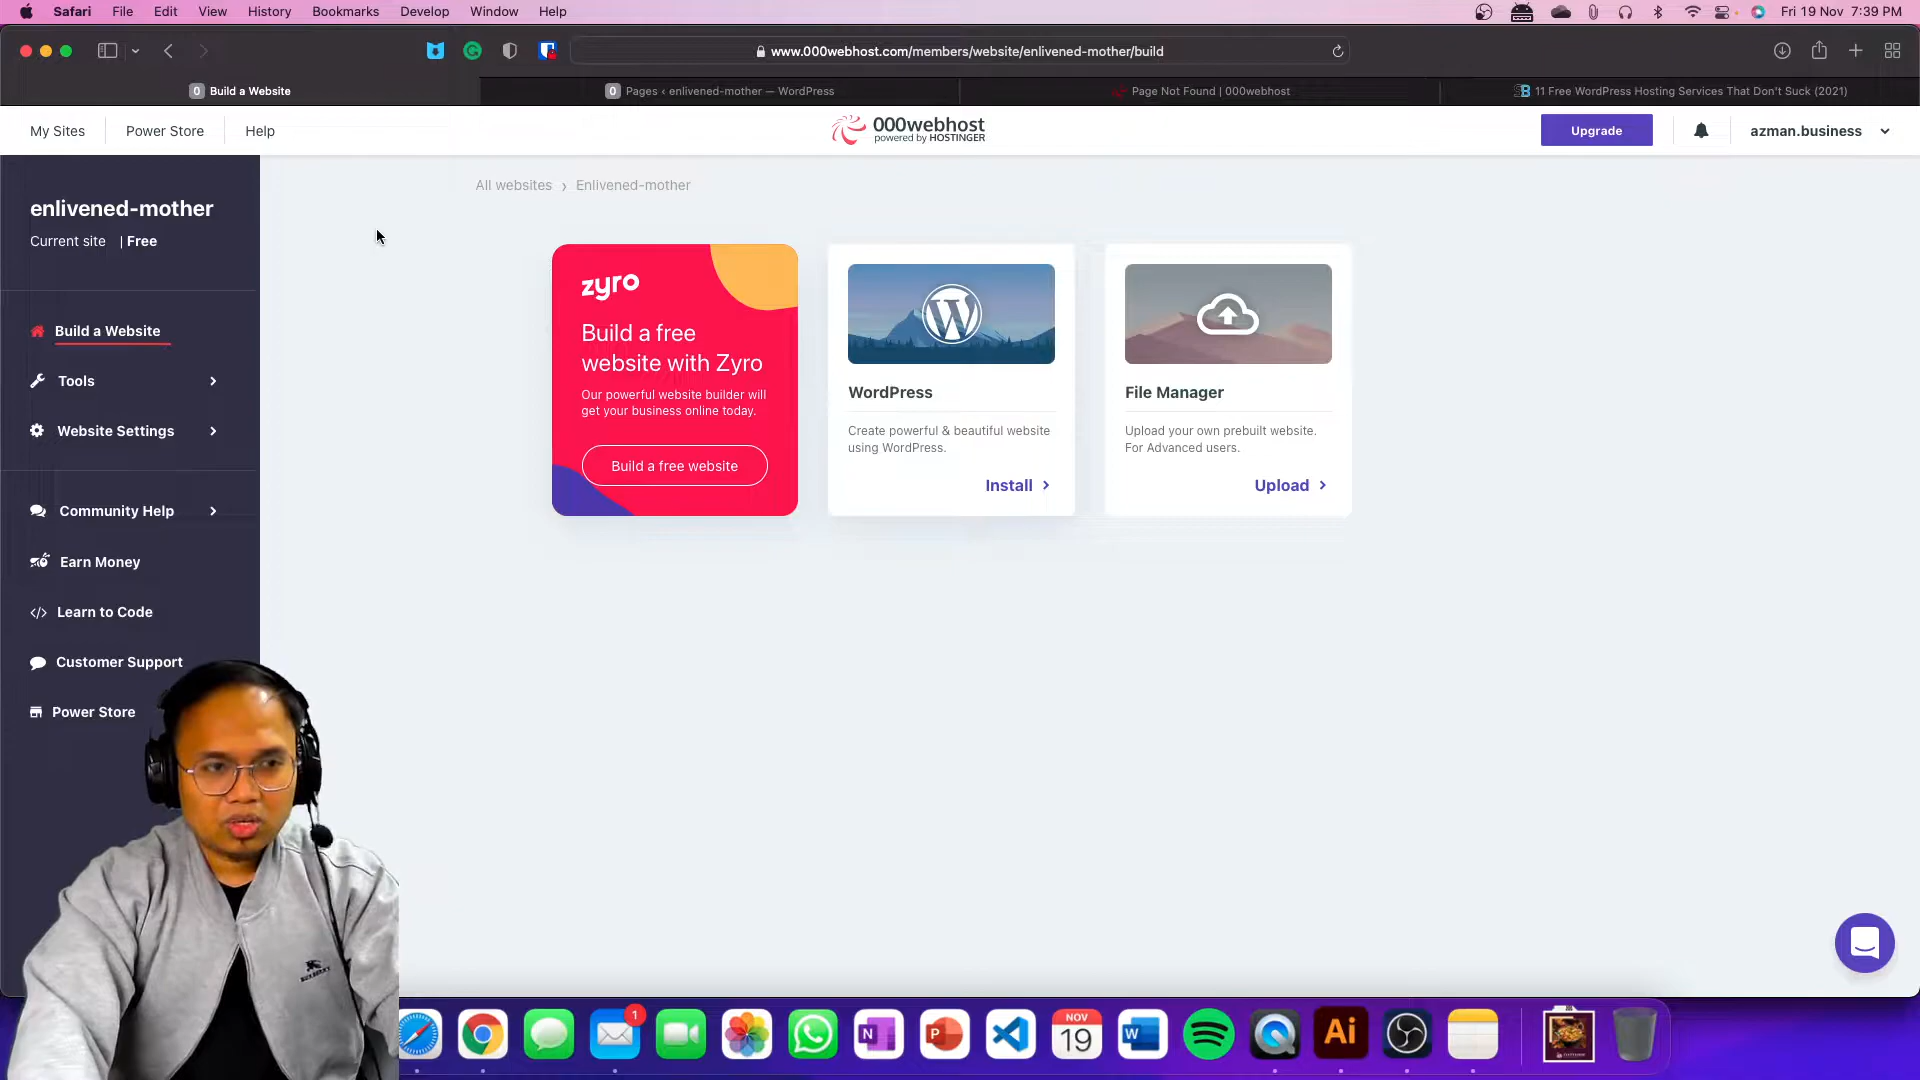 Safari File Edit View History Bookmarks Develop Window Help
Fri 19 Nov 7:39 PM
www.000webhost.com/members/website/enlivened-mother/build
0 Build a Website
0 Pages ‹ enlivened-mother — WordPress
Page Not Found | 000webhost
11 Free WordPress Hosting Services That Don't Suck (2021)
My Sites
Power Store
Help
000webhost
powered by HOSTINGER
Upgrade
azman.business
enlivened-mother
Current site | Free
Build a Website
Tools
Website Settings
Community Help
Earn Money
Learn to Code
Customer Support
Power Store
All websites › Enlivened-mother
zyro
Build a free
website with Zyro
Our powerful website builder will
get your business online today.
Build a free website
WordPress
Create powerful & beautiful website
using WordPress.
Install
File Manager
Upload your own prebuilt website.
For Advanced users.
Upload
1
NOV
19
Ai